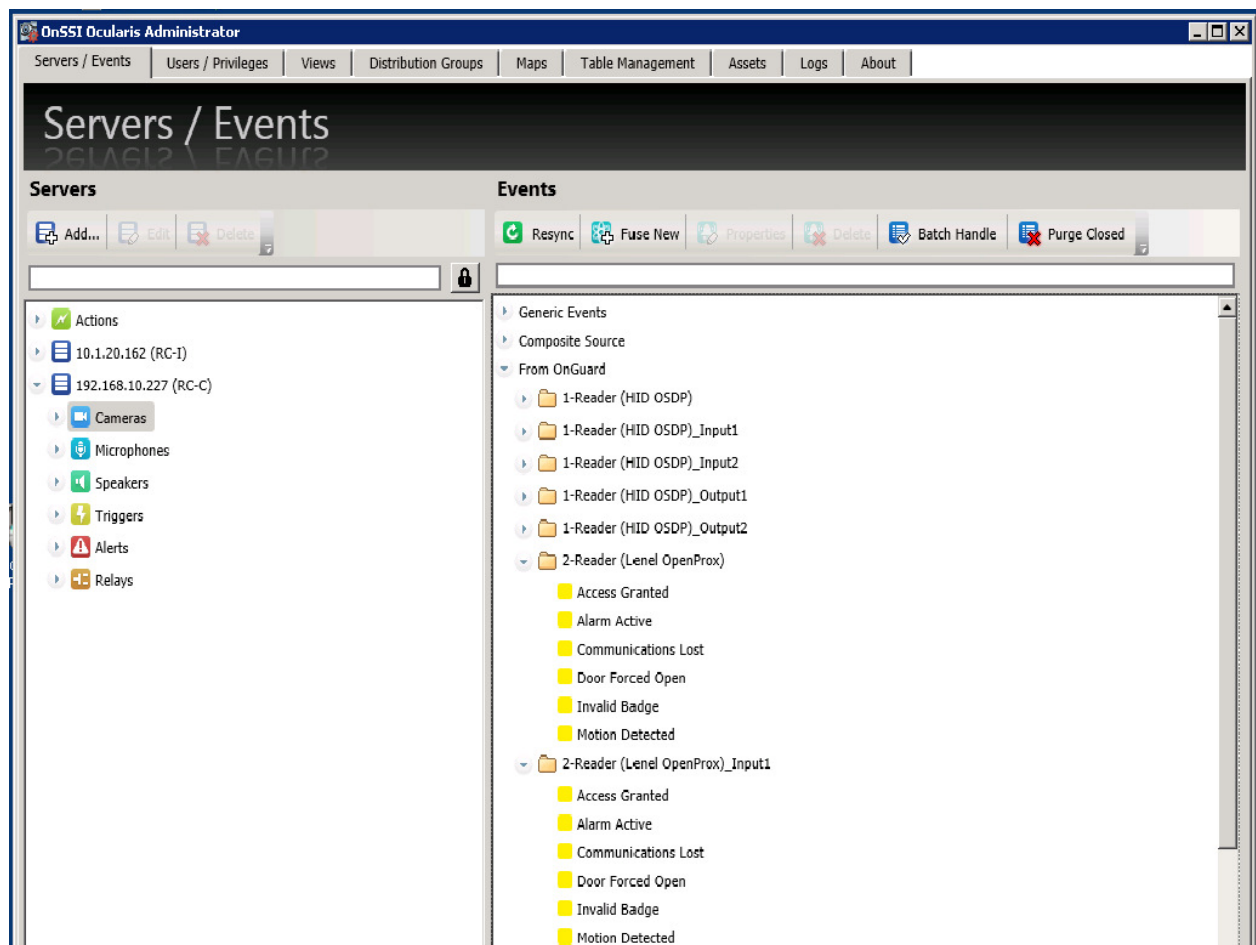 OnSSI Ocularis Administrator
Servers / Events Users / Privileges Views Distribution Groups Maps Table Management Assets Logs About
Servers / Events
Servers
Add... Edit Delete
Actions
10.1.20.162 (RC-I)
192.168.10.227 (RC-C)
Cameras
Microphones
Speakers
Triggers
Alerts
Relays
Events
Resync Fuse New Properties Delete Batch Handle Purge Closed
Generic Events
Composite Source
From OnGuard
1-Reader (HID OSDP)
1-Reader (HID OSDP)_Input1
1-Reader (HID OSDP)_Input2
1-Reader (HID OSDP)_Output1
1-Reader (HID OSDP)_Output2
2-Reader (Lenel OpenProx)
Access Granted
Alarm Active
Communications Lost
Door Forced Open
Invalid Badge
Motion Detected
2-Reader (Lenel OpenProx)_Input1
Access Granted
Alarm Active
Communications Lost
Door Forced Open
Invalid Badge
Motion Detected